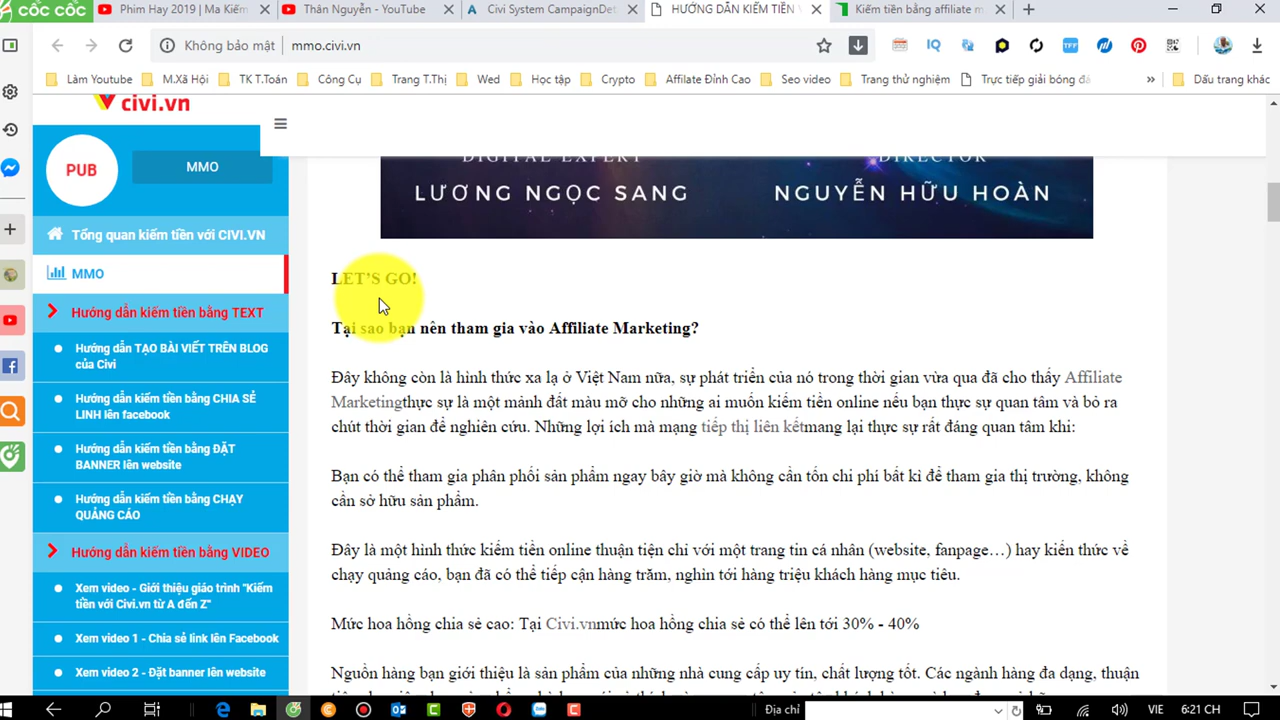 cốc cốc
Phim Hay 2019 | Ma Kiếm
Thân Nguyễn - YouTube
Civi System CampaignDet
HƯỚNG DẪN KIẾM TIỀN V
Kiếm tiền bằng affiliate m
Không bảo mật
mmo.civi.vn
IQ
TFF
Làm Youtube
M.Xã Hội
TK T.Toán
Công Cụ
Trang T.Thị
Wed
Học tập
Crypto
Affilate Đỉnh Cao
Seo video
Trang thử nghiệm
Trực tiếp giải bóng đá
Dấu trang khác
civi.vn
PUB
MMO
Tổng quan kiếm tiền với CIVI.VN
MMO
Hướng dẫn kiếm tiền bằng TEXT
Hướng dẫn TẠO BÀI VIẾT TRÊN BLOG
của Civi
Hướng dẫn kiếm tiền bằng CHIA SẺ
LINH lên facebook
Hướng dẫn kiếm tiền bằng ĐẶT
BANNER lên website
Hướng dẫn kiếm tiền bằng CHẠY
QUẢNG CÁO
Hướng dẫn kiếm tiền bằng VIDEO
Xem video - Giới thiệu giáo trình "Kiếm
tiền với Civi.vn từ A đến Z"
Xem video 1 - Chia sẻ link lên Facebook
Xem video 2 - Đặt banner lên website
DIGITAL EXPERT
DIRECTOR
LƯƠNG NGỌC SANG
NGUYỄN HỮU HOÀN
LET'S GO!
Tại sao bạn nên tham gia vào Affiliate Marketing?
Đây không còn là hình thức xa lạ ở Việt Nam nữa, sự phát triển của nó trong thời gian vừa qua đã cho thấy Affiliate
Marketingthực sự là một mảnh đất màu mỡ cho những ai muốn kiếm tiền online nếu bạn thực sự quan tâm và bỏ ra
chút thời gian để nghiên cứu. Những lợi ích mà mạng tiếp thị liên kếtmang lại thực sự rất đáng quan tâm khi:
Bạn có thể tham gia phân phối sản phẩm ngay bây giờ mà không cần tốn chi phí bất kì để tham gia thị trường, không
cần sở hữu sản phẩm.
Đây là một hình thức kiếm tiền online thuận tiện chỉ với một trang tin cá nhân (website, fanpage…) hay kiến thức về
chạy quảng cáo, bạn đã có thể tiếp cận hàng trăm, nghìn tới hàng triệu khách hàng mục tiêu.
Mức hoa hồng chia sẻ cao: Tại Civi.vnmức hoa hồng chia sẻ có thể lên tới 30% - 40%
Nguồn hàng bạn giới thiệu là sản phẩm của những nhà cung cấp uy tín, chất lượng tốt. Các ngành hàng đa dạng, thuận
Địa chỉ
VIE
6:21 CH